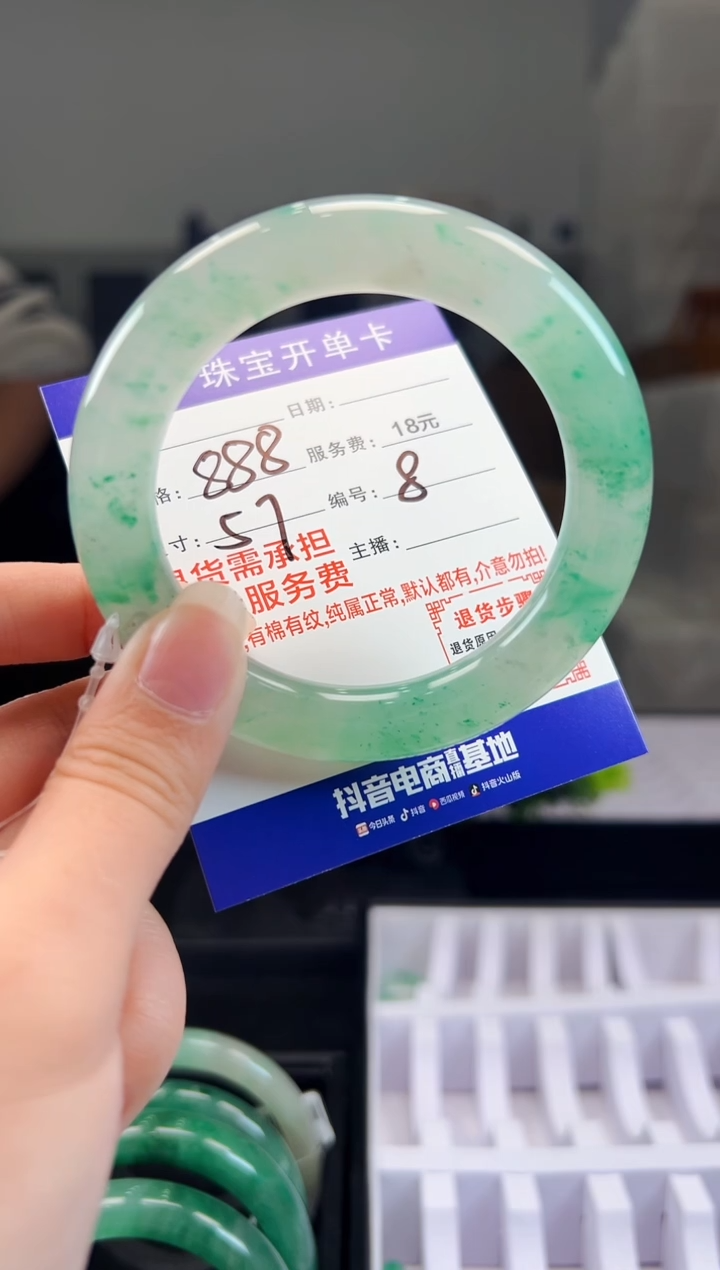 珠宝开单卡
日期:
格: 888 服务费: 18元
寸: 57 编号: 8
退货需承担 主播:
服务费
,有棉有纹,纯属正常,默认都有,介意勿拍!
退货步骤
退货原因
抖音电商直播基地
今日头条 抖音 西瓜视频 抖音火山版